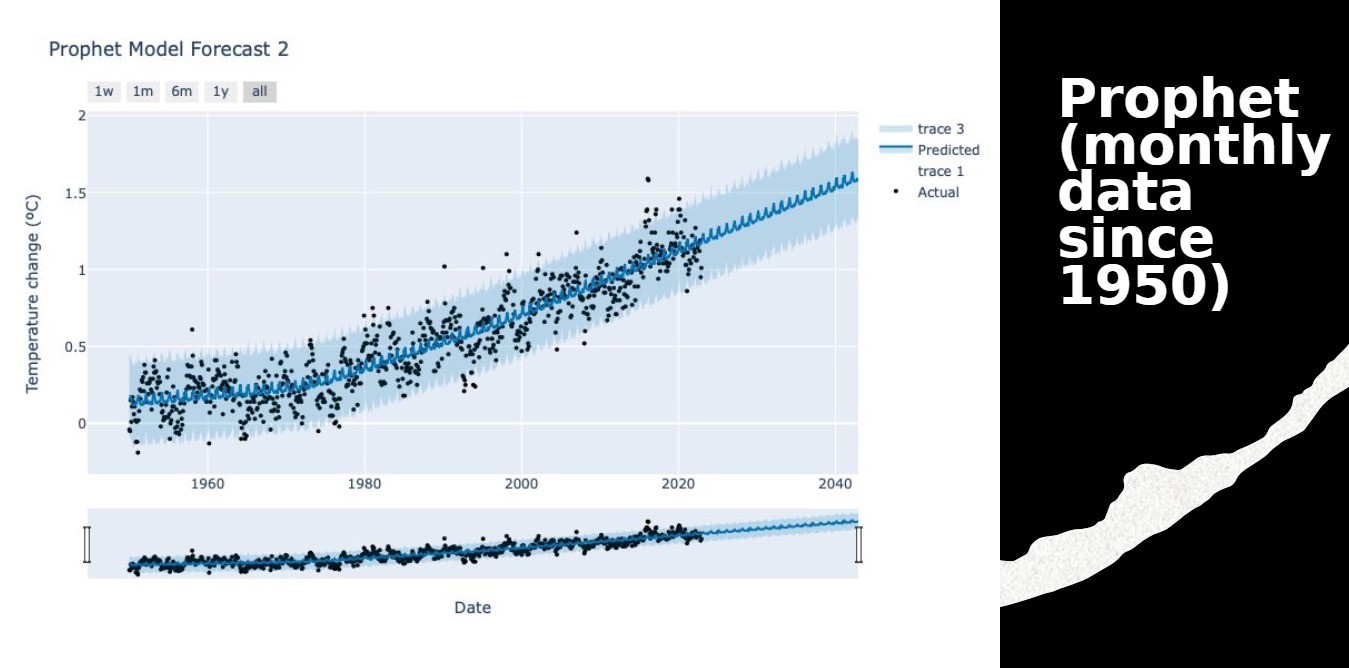 Prophet Model Forecast 2
1w 1m 6m 1y all
2
1.5
1
0.5
0
Temperature change (ºC)
1960 1980 2000 2020 2040
Date
trace 3
Predicted
trace 1
Actual
Prophet
(monthly
data
since
1950)